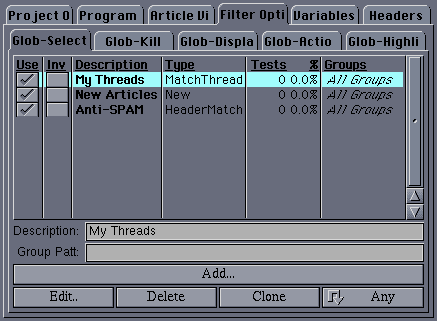 Project O Program Article Vi Filter Opti Variables Headers
Glob-Select Glob-Kill Glob-Displa Glob-Actio Glob-Highli
Use Inv Description Type Tests % Groups
My Threads MatchThread 0 0.0% All Groups
New Articles New 0 0.0% All Groups
Anti-SPAM HeaderMatch 0 0.0% All Groups
Description: My Threads
Group Patt:
Add...
Edit.. Delete Clone Any